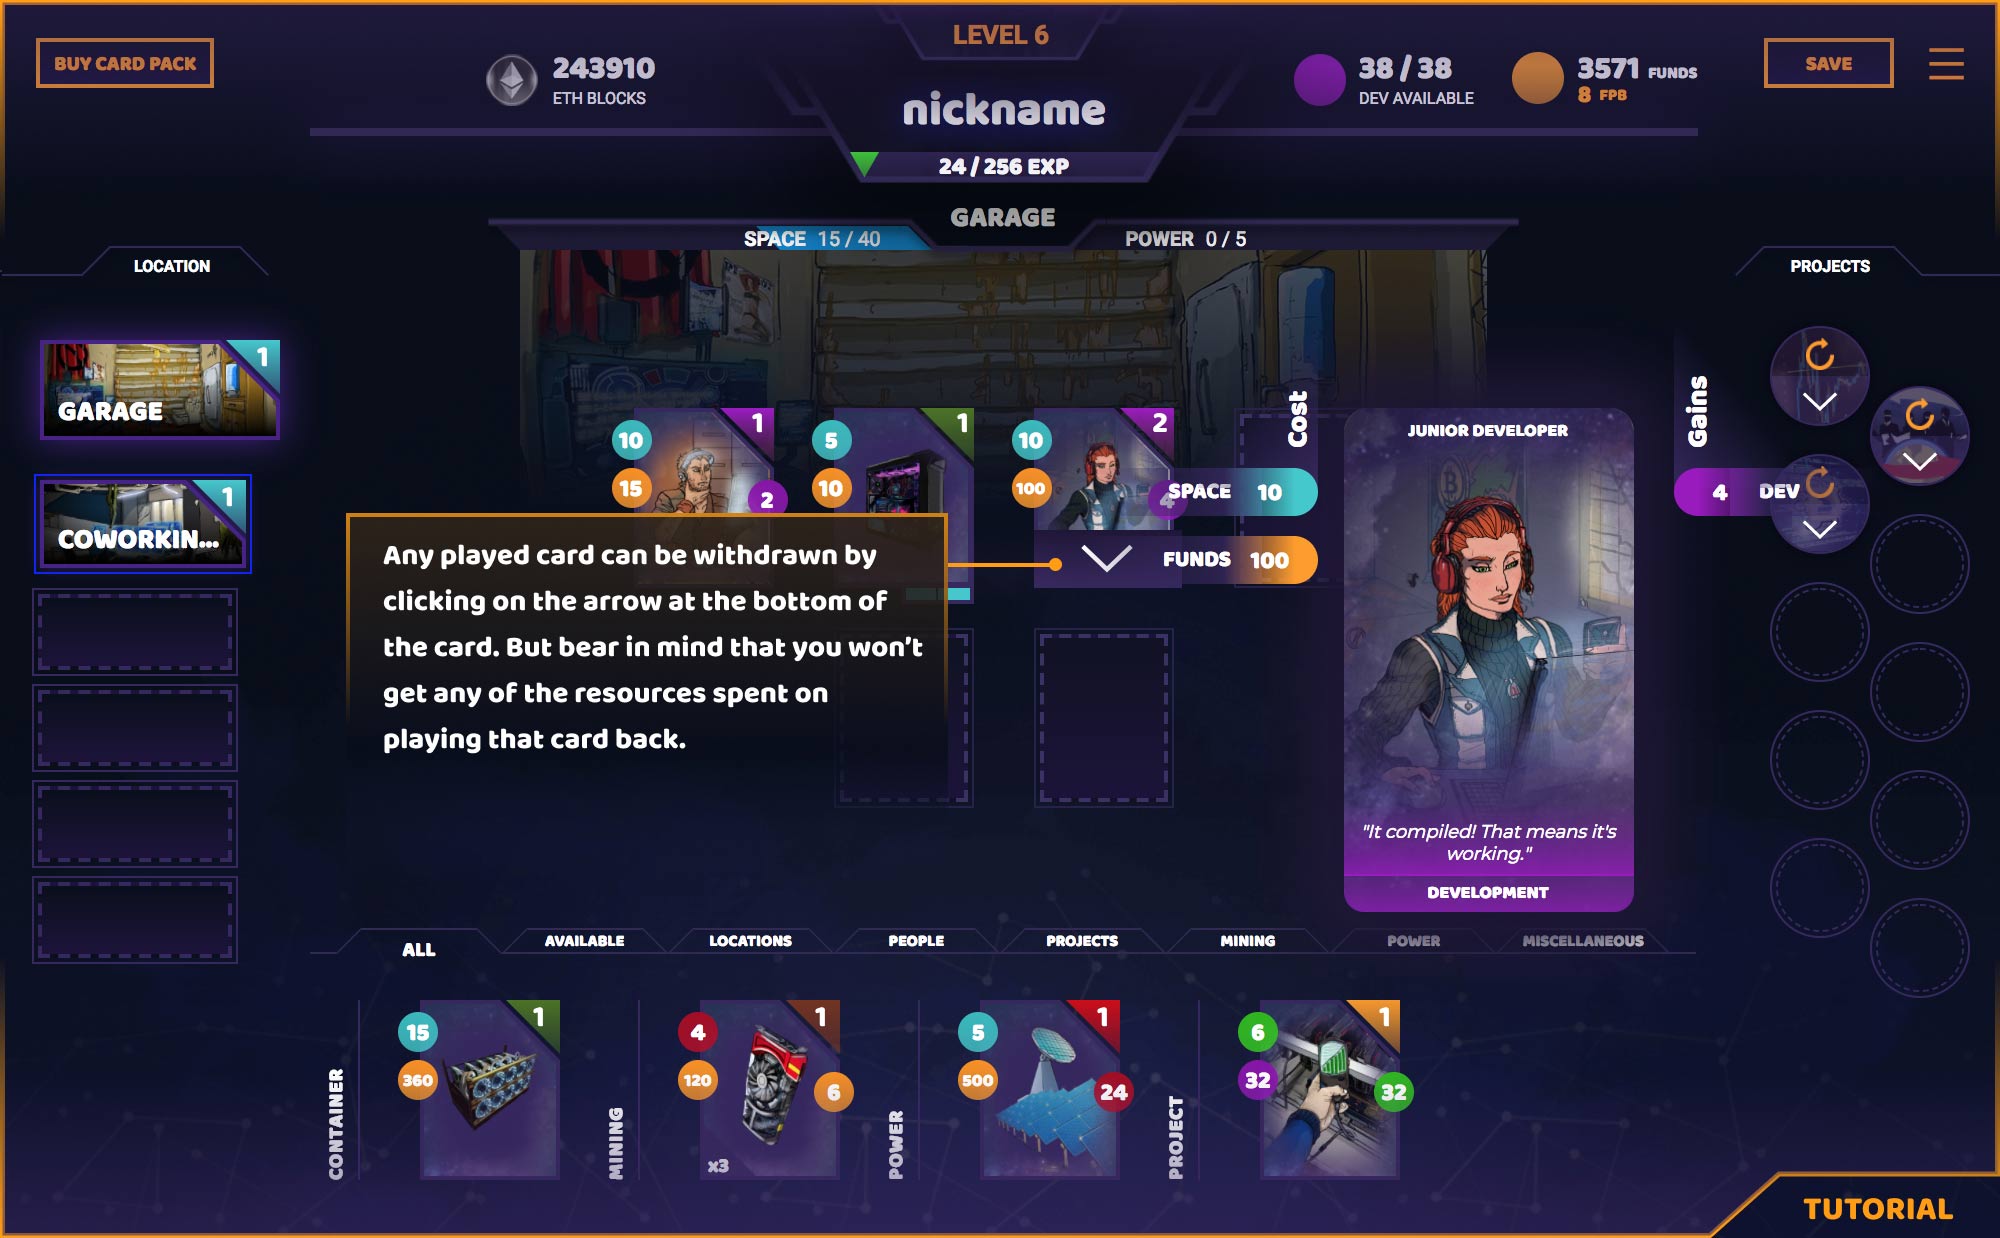 BUY CARD PACK
243910
ETH BLOCKS
LEVEL 6
nickname
24 / 256 EXP
38 / 38
DEV AVAILABLE
3571 FUNDS
8 FPB
SAVE
GARAGE
SPACE 15 / 40
POWER 0 / 5
LOCATION
GARAGE
1
COWORKIN...
1
PROJECTS
10
15
1
2
5
10
1
10
100
2
4
Cost
SPACE 10
FUNDS 100
JUNIOR DEVELOPER
"It compiled! That means it's
working."
DEVELOPMENT
Gains
4 DEV
Any played card can be withdrawn by
clicking on the arrow at the bottom of
the card. But bear in mind that you won't
get any of the resources spent on
playing that card back.
ALL
AVAILABLE
LOCATIONS
PEOPLE
PROJECTS
MINING
POWER
MISCELLANEOUS
CONTAINER
15
360
1
MINING
4
120
1
6
x3
POWER
5
500
1
24
PROJECT
6
32
1
32
TUTORIAL